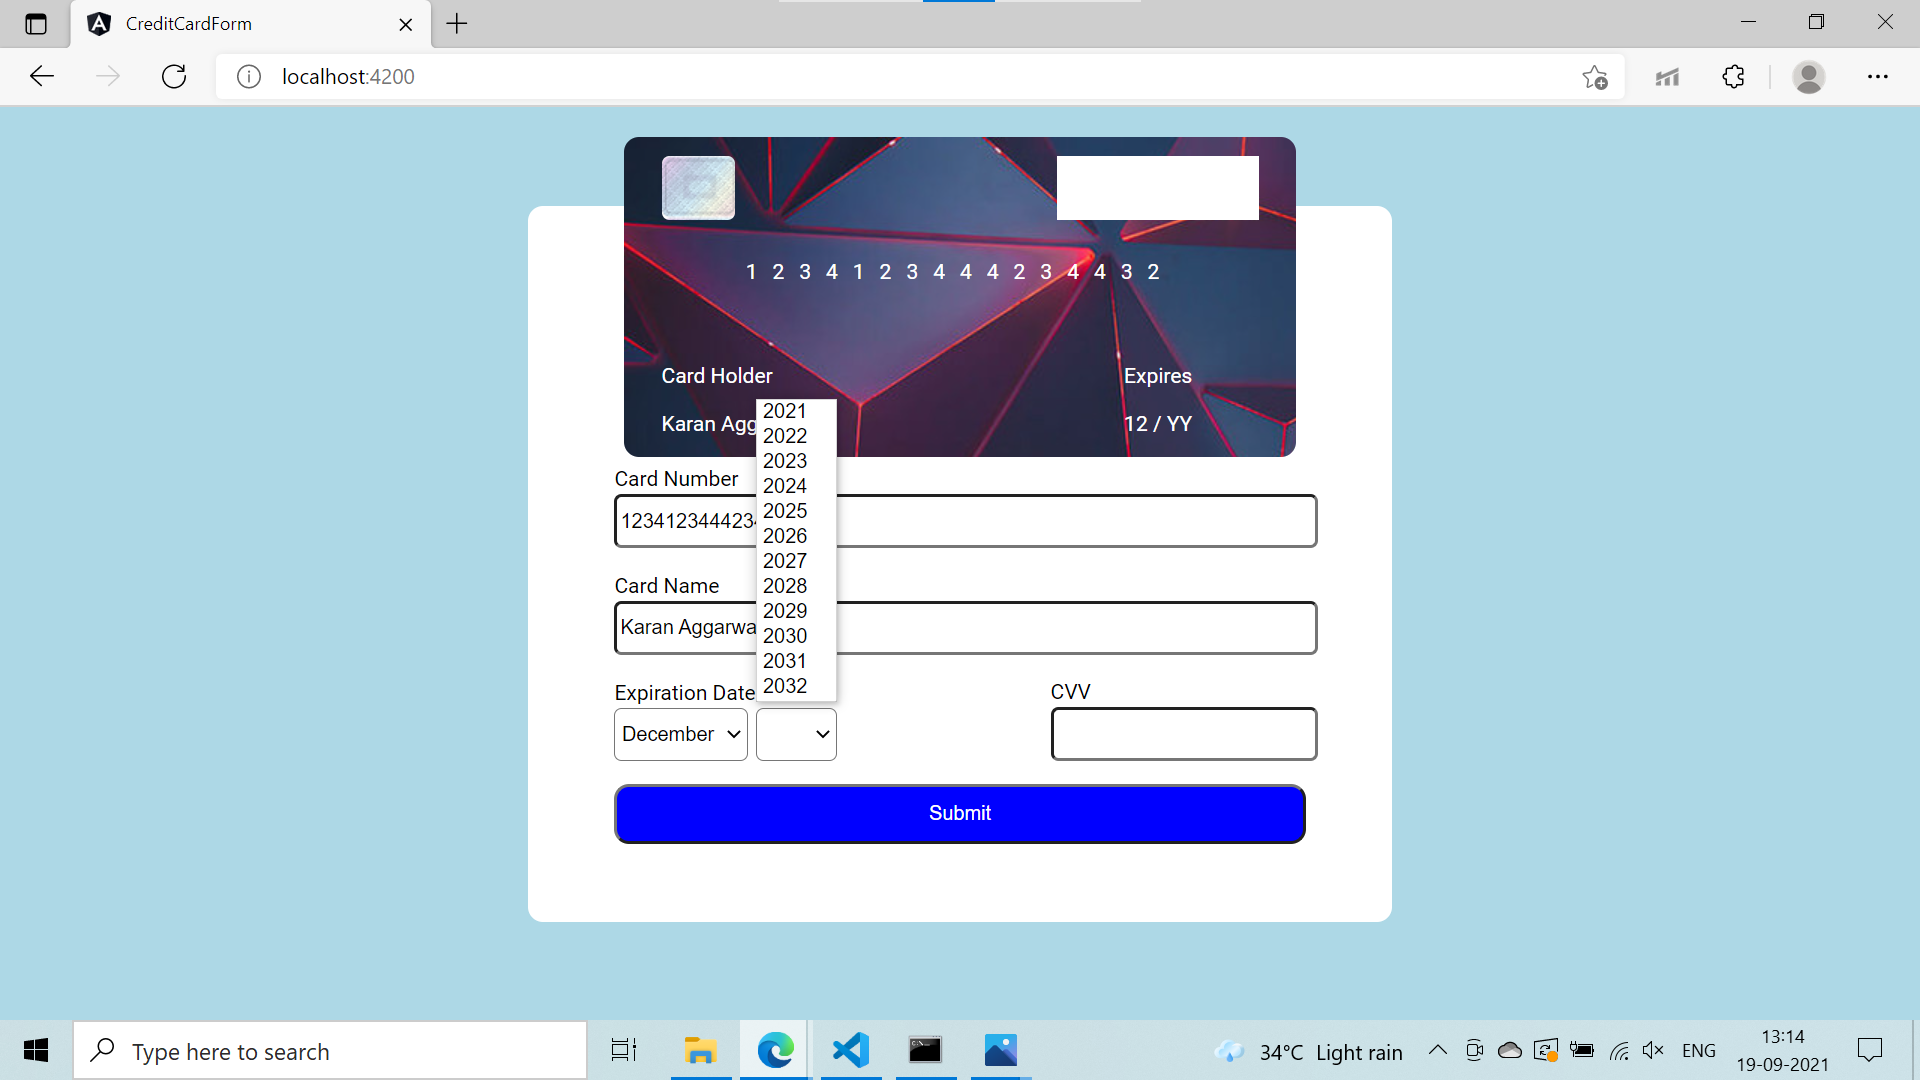 CreditCardForm
localhost:4200
1 2 3 4 1 2 3 4 4 4 2 3 4 4 3 2
Card Holder
Expires
Karan Agg
12 / YY
2021
2022
2023
2024
2025
2026
2027
2028
2029
2030
2031
2032
Card Number
1234123444234
Card Name
Karan Aggarwa
Expiration Date
CVV
December
Submit
Type here to search
34°C Light rain
ENG
13:14
19-09-2021